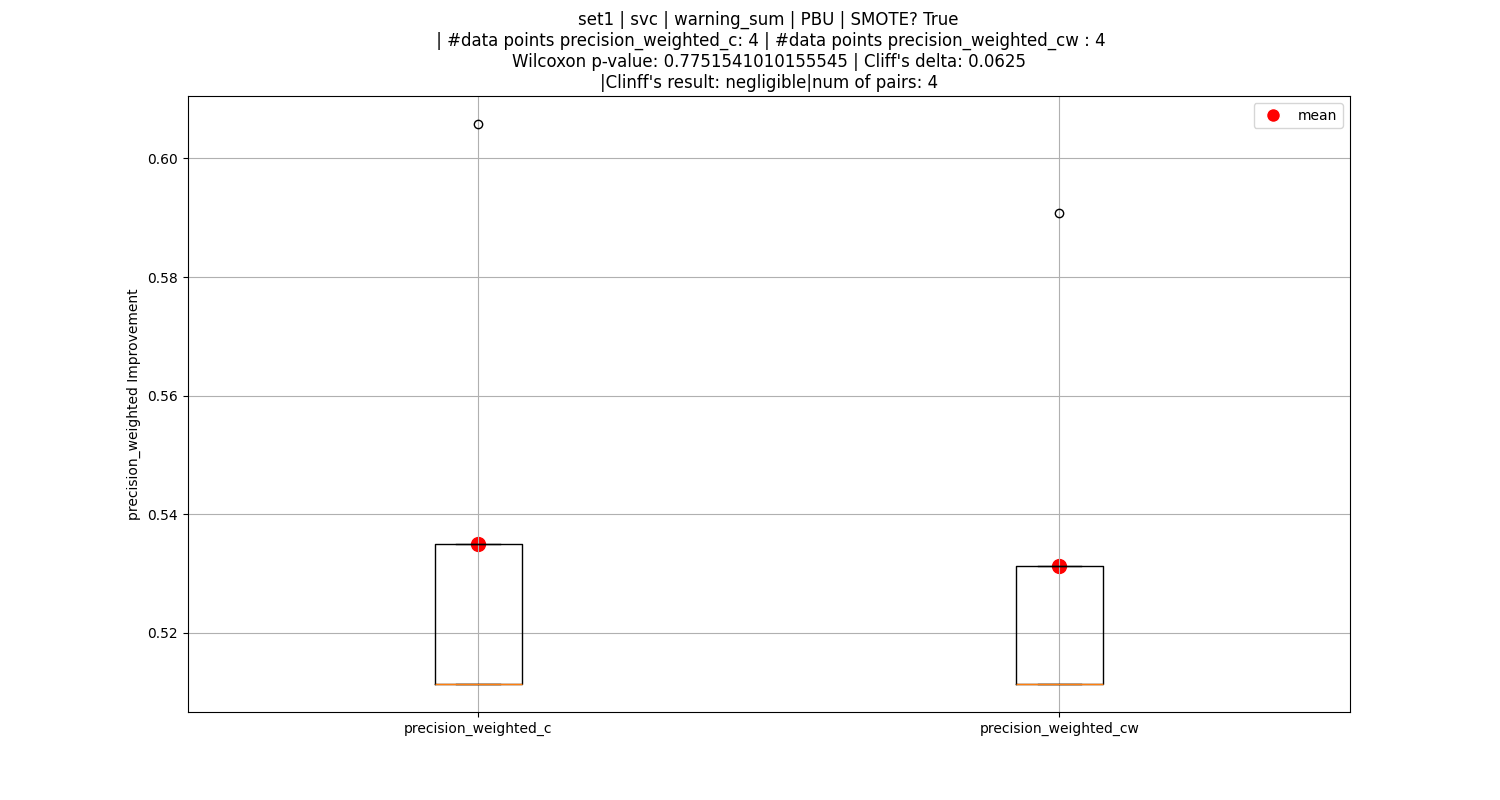 set1 | svc | warning_sum | PBU | SMOTE? True
| #data points precision_weighted_c: 4 | #data points precision_weighted_cw : 4
Wilcoxon p-value: 0.7751541010155545 | Cliff's delta: 0.0625
|Clinff's result: negligible|num of pairs: 4
mean
0.60
0.58
0.56
0.54
0.52
precision_weighted Improvement
precision_weighted_c
precision_weighted_cw